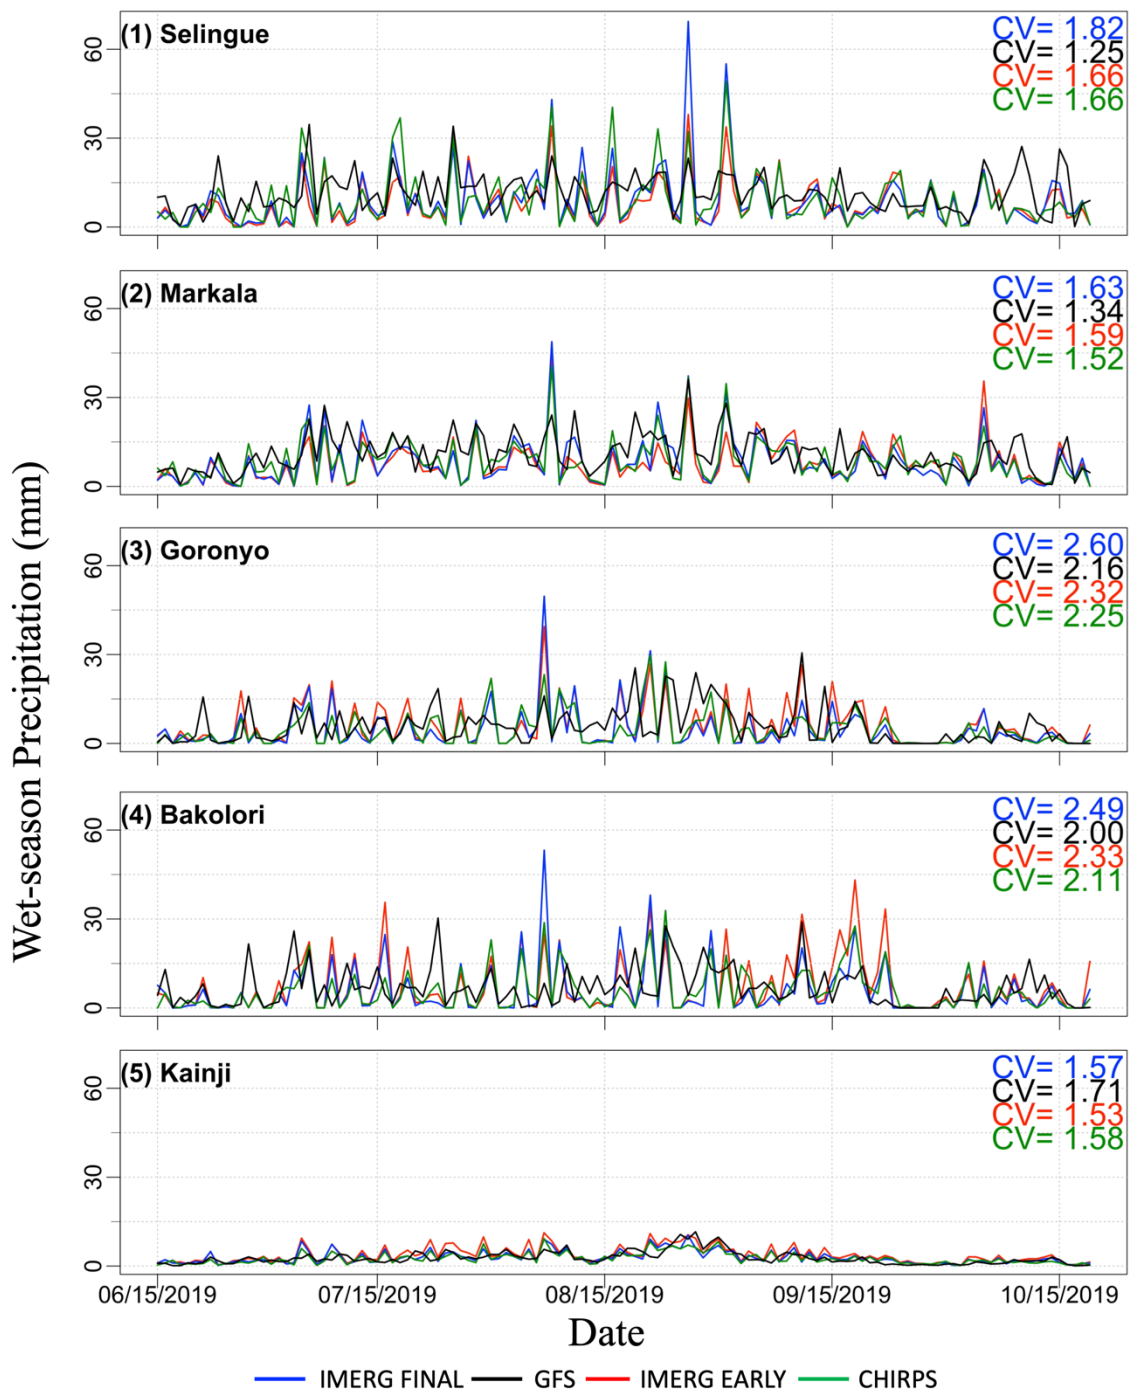 Wet-season Precipitation (mm)
(1) Selingue
CV= 1.82
CV= 1.25
CV= 1.66
CV= 1.66
60
30
0
(2) Markala
CV= 1.63
CV= 1.34
CV= 1.59
CV= 1.52
60
30
0
(3) Goronyo
CV= 2.60
CV= 2.16
CV= 2.32
CV= 2.25
60
30
0
(4) Bakolori
CV= 2.49
CV= 2.00
CV= 2.33
CV= 2.11
60
30
0
(5) Kainji
CV= 1.57
CV= 1.71
CV= 1.53
CV= 1.58
60
30
0
06/15/2019 07/15/2019 08/15/2019 09/15/2019 10/15/2019
Date
IMERG FINAL GFS IMERG EARLY CHIRPS